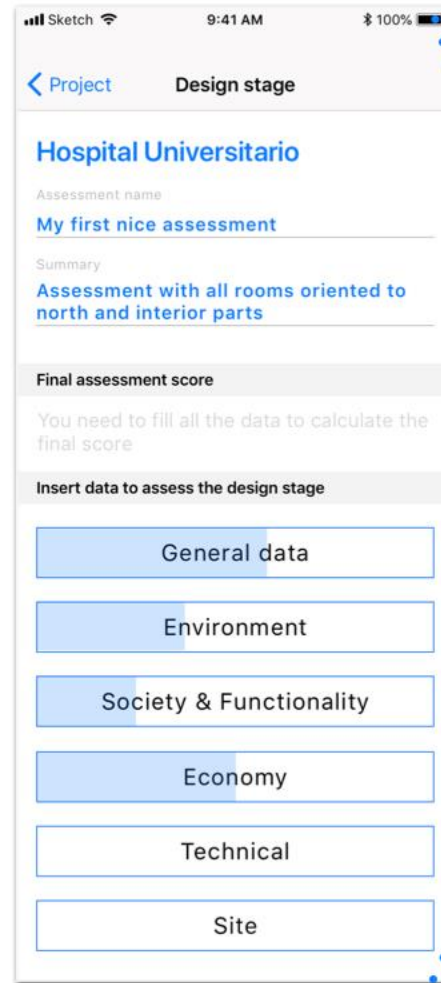 Sketch 9:41 AM 100%
Project Design stage
Hospital Universitario
Assessment name
My first nice assessment
Summary
Assessment with all rooms oriented to
north and interior parts
Final assessment score
You need to fill all the data to calculate the
final score
Insert data to assess the design stage
General data
Environment
Society & Functionality
Economy
Technical
Site